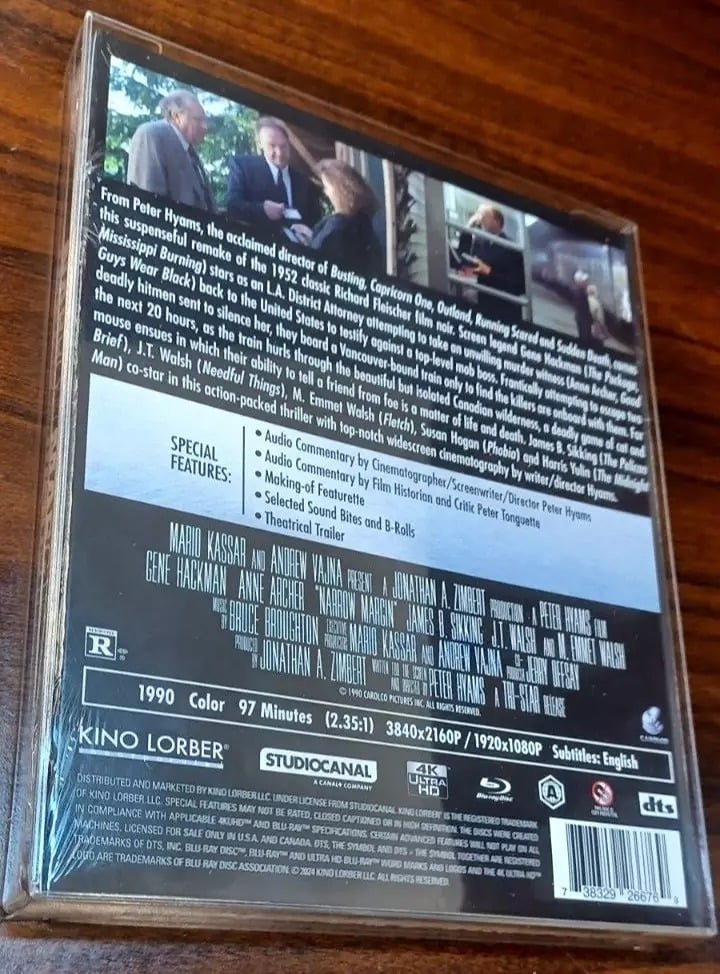 From Peter Hyams, the acclaimed director of Busting, Capricorn One, Outland, Running Scared and Sudden Death, comes
this suspenseful remake of the 1952 classic Richard Fleischer film noir. Screen legend Gene Hackman (The Package,
Mississippi Burning) stars as an L.A. District Attorney attempting to take an unwilling murder witness (Anne Archer, Good
Guys Wear Black) back to the United States to testify against a top-level mob boss. Frantically attempting to escape two
deadly hitmen sent to silence her, they board a Vancouver-bound train only to find the killers are onboard with them. For
the next 20 hours, as the train hurls through the beautiful but isolated Canadian wilderness, a deadly game of cat and
mouse ensues in which their ability to tell a friend from foe is a matter of life and death. James B. Sikking (The Pelican
Brief), J.T. Walsh (Needful Things), M. Emmet Walsh (Fletch), Susan Hogan (Phobia) and Harris Yulin (The Midnight
Man) co-star in this action-packed thriller with top-notch widescreen cinematography by writer/director Hyams.
SPECIAL
FEATURES:
• Audio Commentary by Cinematographer/Screenwriter/Director Peter Hyams
• Audio Commentary by Film Historian and Critic Peter Tonguette
• Making-of Featurette
• Selected Sound Bites and B-Rolls
• Theatrical Trailer
MARIO KASSAR AND ANDREW VAJNA PRESENT A JONATHAN A. ZIMBERT PRODUCTION A PETER HYAMS FILM
GENE HACKMAN ANNE ARCHER "NARROW MARGIN" JAMES B. SIKKING J.T. WALSH AND M. EMMET WALSH
MUSIC BY BRUCE BROUGHTON EXECUTIVE PRODUCERS MARIO KASSAR AND ANDREW VAJNA CO-PRODUCER JERRY OFFSAY
PRODUCED BY JONATHAN A. ZIMBERT WRITTEN FOR THE SCREEN AND DIRECTED BY PETER HYAMS A TRI-STAR RELEASE
© 1990 CAROLCO PICTURES INC. ALL RIGHTS RESERVED.
R
1990 Color 97 Minutes (2.35:1) 3840x2160P / 1920x1080P Subtitles: English
KINO LORBER®
STUDIOCANAL
A CANAL+ COMPANY
4K
ULTRA HD
Blu-ray Disc
A
dts
DISTRIBUTED AND MARKETED BY KINO LORBER LLC. UNDER LICENSE FROM STUDIOCANAL. KINO LORBER® IS THE REGISTERED TRADEMARK
OF KINO LORBER, LLC. SPECIAL FEATURES MAY NOT BE RATED, CLOSED CAPTIONED OR IN HIGH DEFINITION. THE DISCS WERE CREATED
IN COMPLIANCE WITH APPLICABLE 4KUHD™ AND BLU-RAY™ SPECIFICATIONS. CERTAIN ADVANCED FEATURES WILL NOT PLAY ON ALL
MACHINES. LICENSED FOR SALE ONLY IN U.S.A. AND CANADA. DTS, THE SYMBOL, AND DTS + THE SYMBOL TOGETHER ARE REGISTERED
TRADEMARKS OF DTS, INC. BLU-RAY DISC™, BLU-RAY™ AND ULTRA HD BLU-RAY™ WORD MARKS AND LOGOS AND THE 4K ULTRA HD™
LOGO ARE TRADEMARKS OF BLU-RAY DISC ASSOCIATION. © 2024 KINO LORBER LLC. ALL RIGHTS RESERVED.
7 38329 26676 9